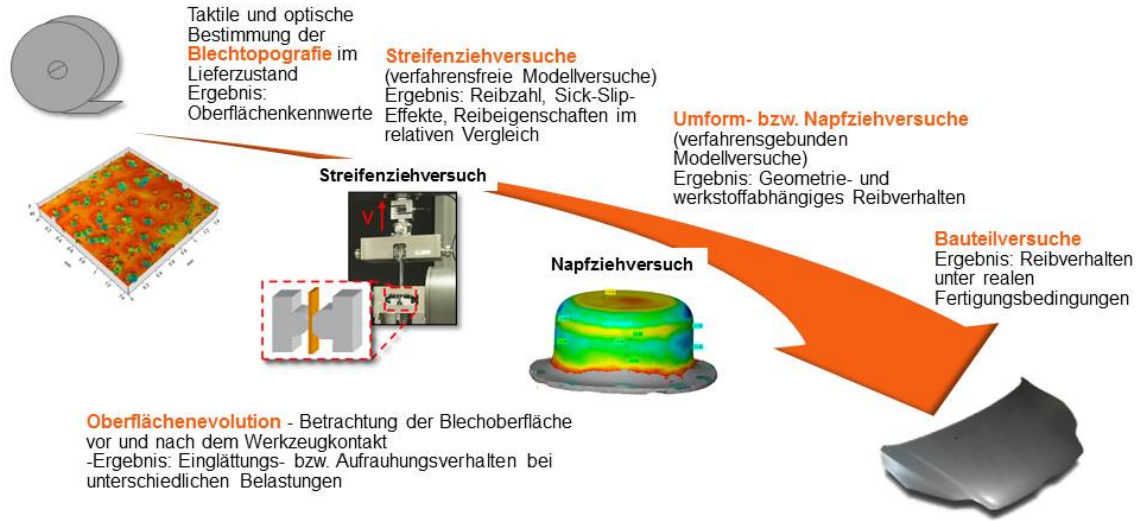 Taktile und optische
Bestimmung der
Blechtopografie im
Lieferzustand
Ergebnis:
Oberflächenkennwerte
Streifenziehversuche
(verfahrensfreie Modellversuche)
Ergebnis: Reibzahl, Sick-Slip-
Effekte, Reibeigenschaften im
relativen Vergleich
Umform- bzw. Napfziehversuche
(verfahrensgebunden
Modellversuche)
Ergebnis: Geometrie- und
werkstoffabhängiges Reibverhalten
Bauteilversuche
Ergebnis: Reibverhalten
unter realen
Fertigungsbedingungen
Streifenziehversuch
V
Napfziehversuch
Oberflächenevolution - Betrachtung der Blechoberfläche
vor und nach dem Werkzeugkontakt
-Ergebnis: Einglättungs- bzw. Aufrauhungsverhalten bei
unterschiedlichen Belastungen